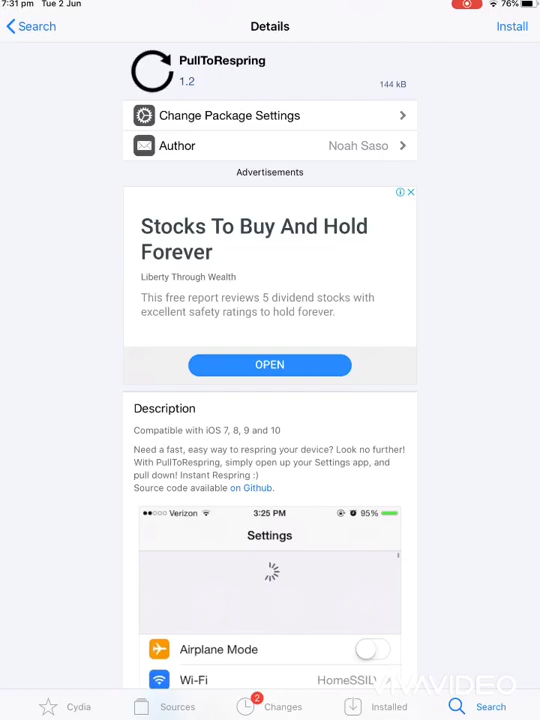 7:31 pm Tue 2 Jun 76%
Search Details Install
PullToRespring
1.2
144 kB
Change Package Settings
Author Noah Saso
Advertisements
Stocks To Buy And Hold
Forever
Liberty Through Wealth
This free report reviews 5 dividend stocks with
excellent safety ratings to hold forever.
OPEN
Description
Compatible with iOS 7, 8, 9 and 10
Need a fast, easy way to respring your device? Look no further!
With PullToRespring, simply open up your Settings app, and
pull down! Instant Respring :)
Source code available on Github.
Verizon 3:25 PM 95%
Settings
Airplane Mode
Wi-Fi HomeSSID
VIVAVIDEO
2
Cydia Sources Changes Installed Search